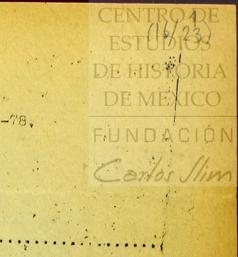 CENTRO DE
(16/23)
ESTUDIOS
DE HISTORIA
DE MÉXICO
-78.
FUNDACIÓN
Carlos Slim